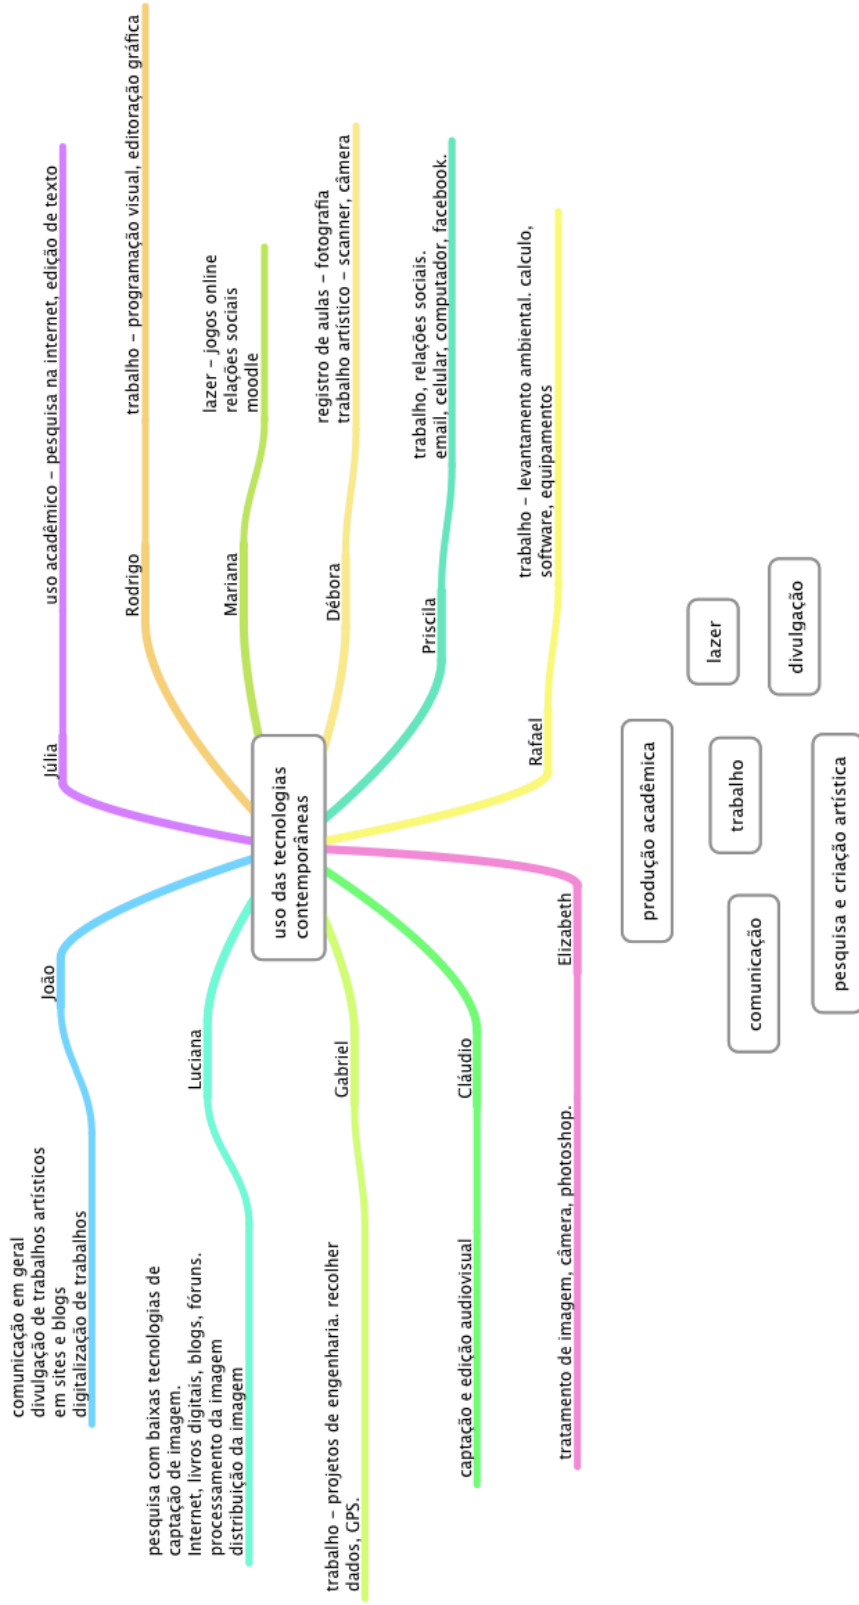 uso das tecnologias
contemporâneas
Júlia
uso acadêmico – pesquisa na internet, edição de texto
Rodrigo
trabalho – programação visual, editoração gráfica
Mariana
lazer – jogos online
relações sociais
moodle
Débora
registro de aulas – fotografia
trabalho artístico – scanner, câmera
Priscila
trabalho, relações sociais.
email, celular, computador, facebook.
Rafael
trabalho – levantamento ambiental. calculo,
software, equipamentos
João
comunicação em geral
divulgação de trabalhos artísticos
em sites e blogs
digitalização de trabalhos
Luciana
pesquisa com baixas tecnologias de
captação de imagem.
Internet, livros digitais, blogs, fóruns.
processamento da imagem
distribuição da imagem
Gabriel
trabalho – projetos de engenharia. recolher
dados, GPS.
Cláudio
captação e edição audiovisual
Elizabeth
tratamento de imagem, câmera, photoshop.
produção acadêmica
lazer
trabalho
comunicação
divulgação
pesquisa e criação artística